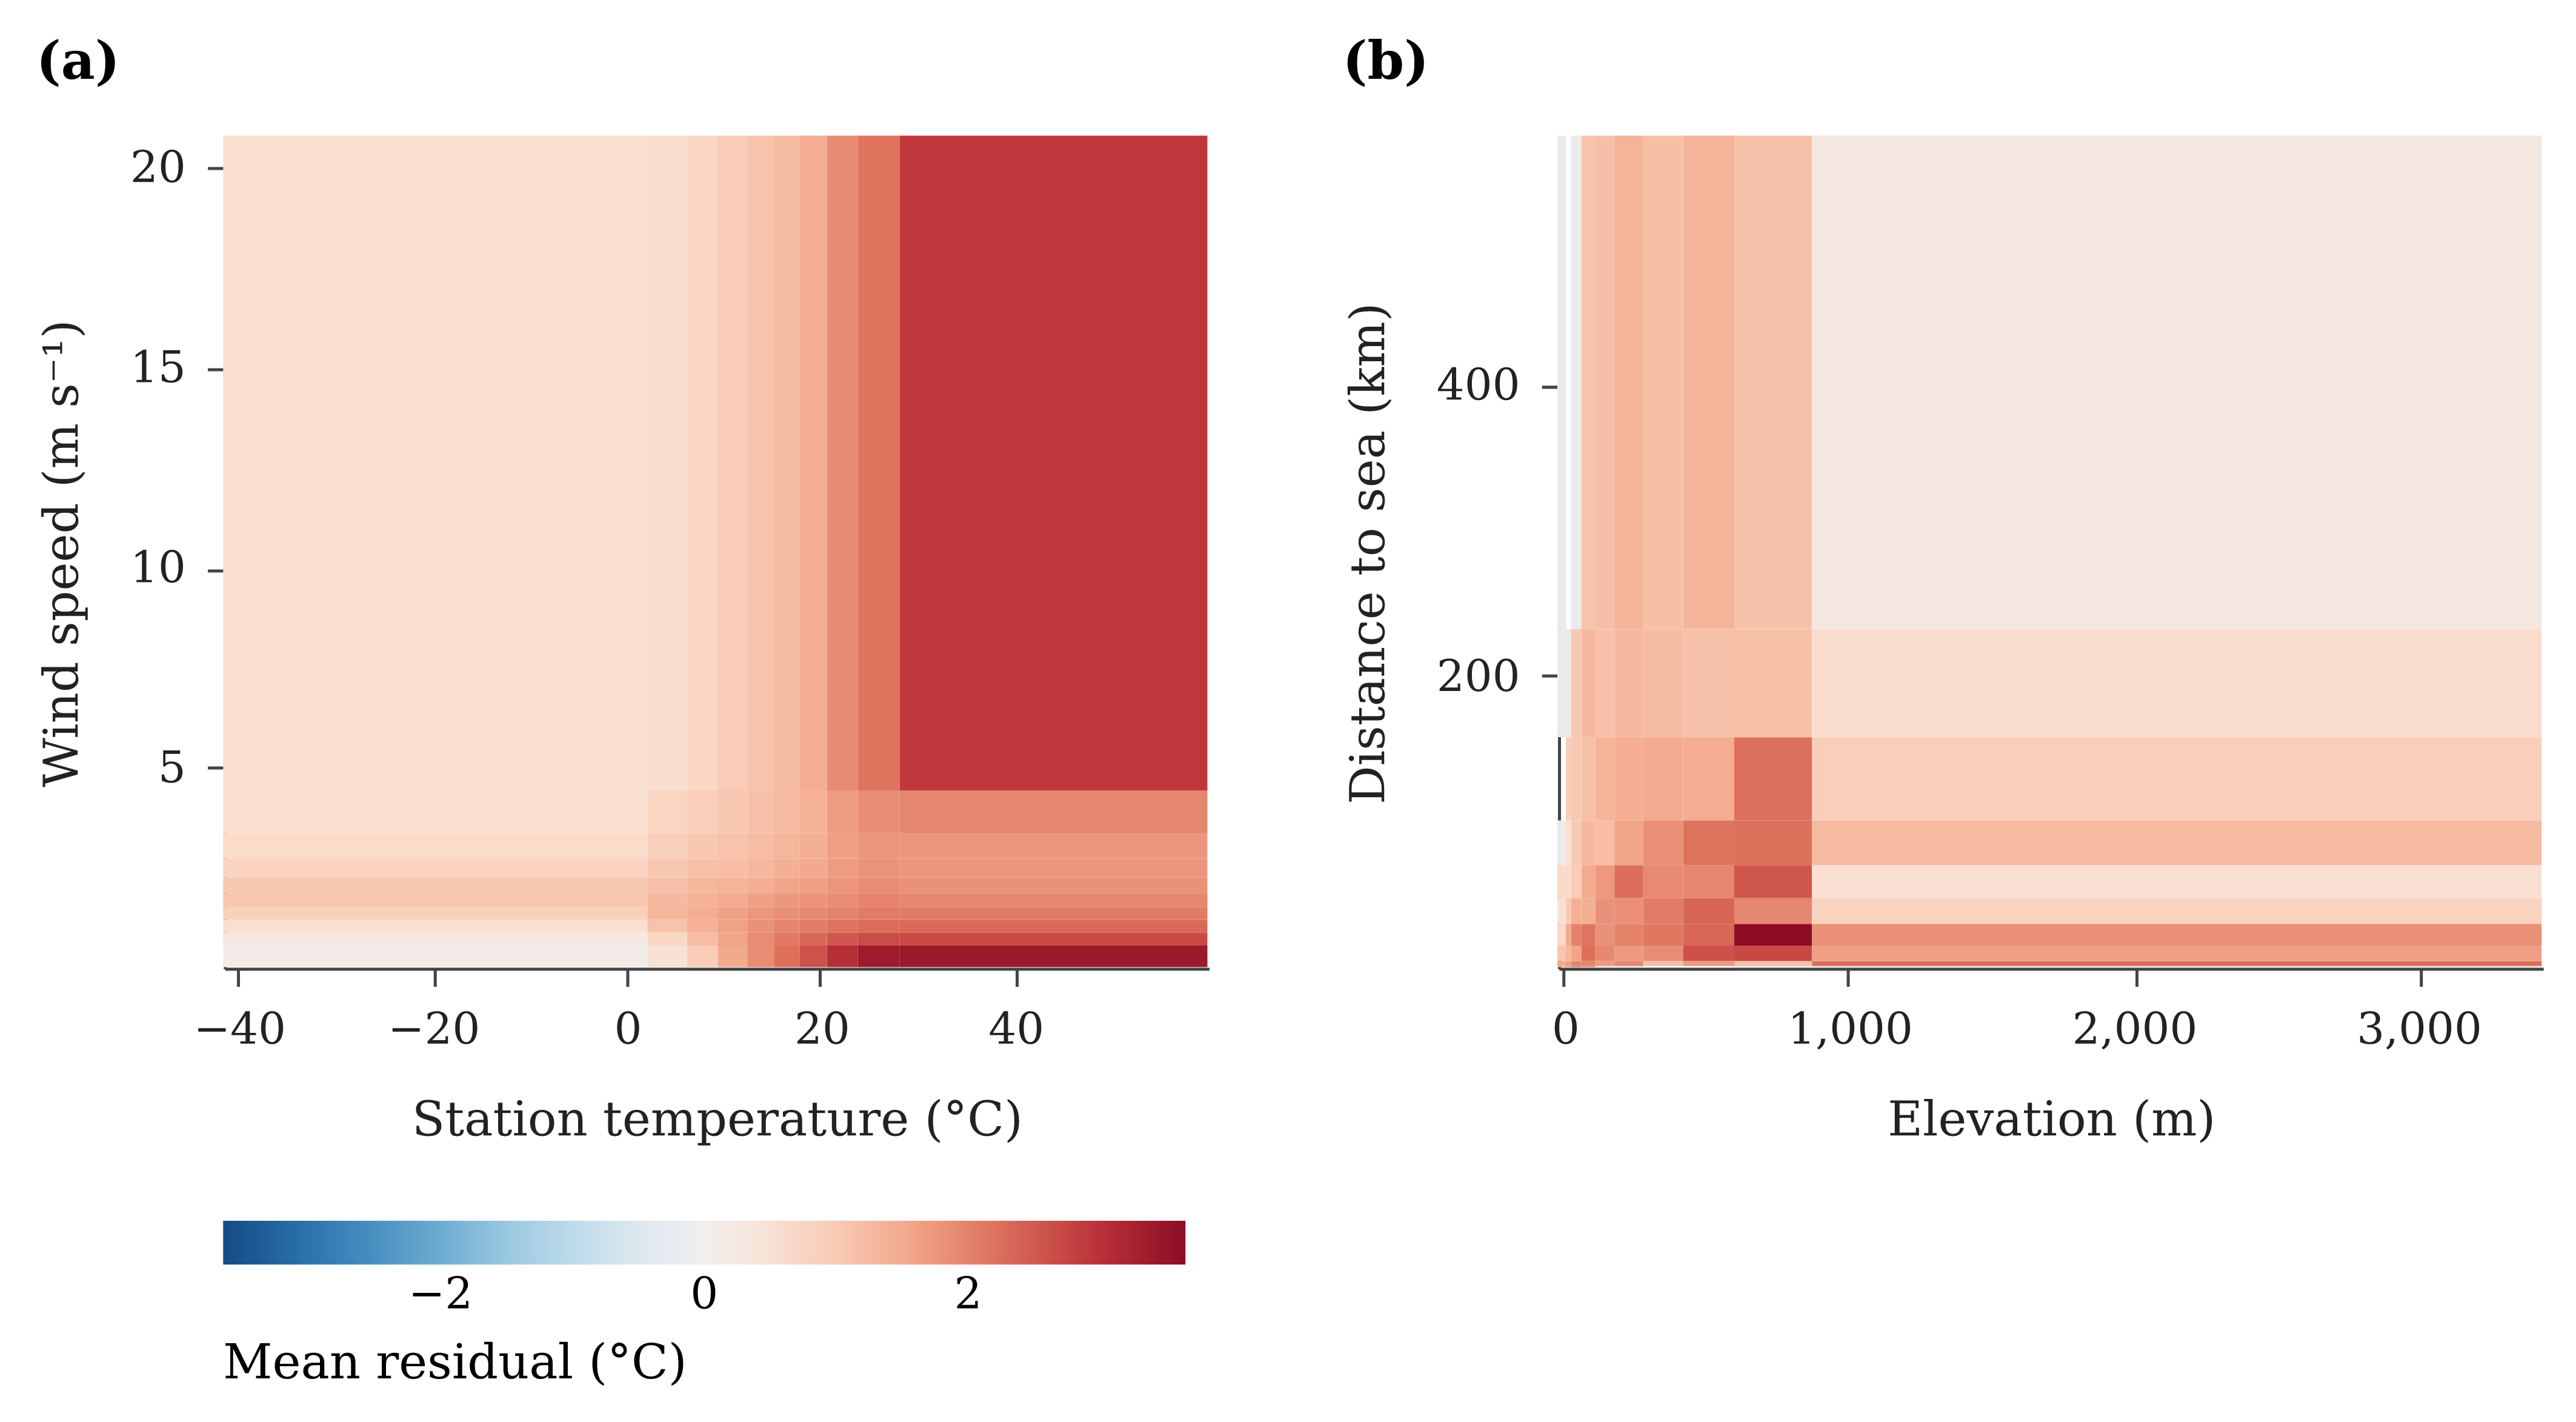 (a)
20
15
10
5
Wind speed (m s⁻¹)
−40 −20 0 20 40
Station temperature (°C)
(b)
400
200
Distance to sea (km)
0 1,000 2,000 3,000
Elevation (m)
−2 0 2
Mean residual (°C)